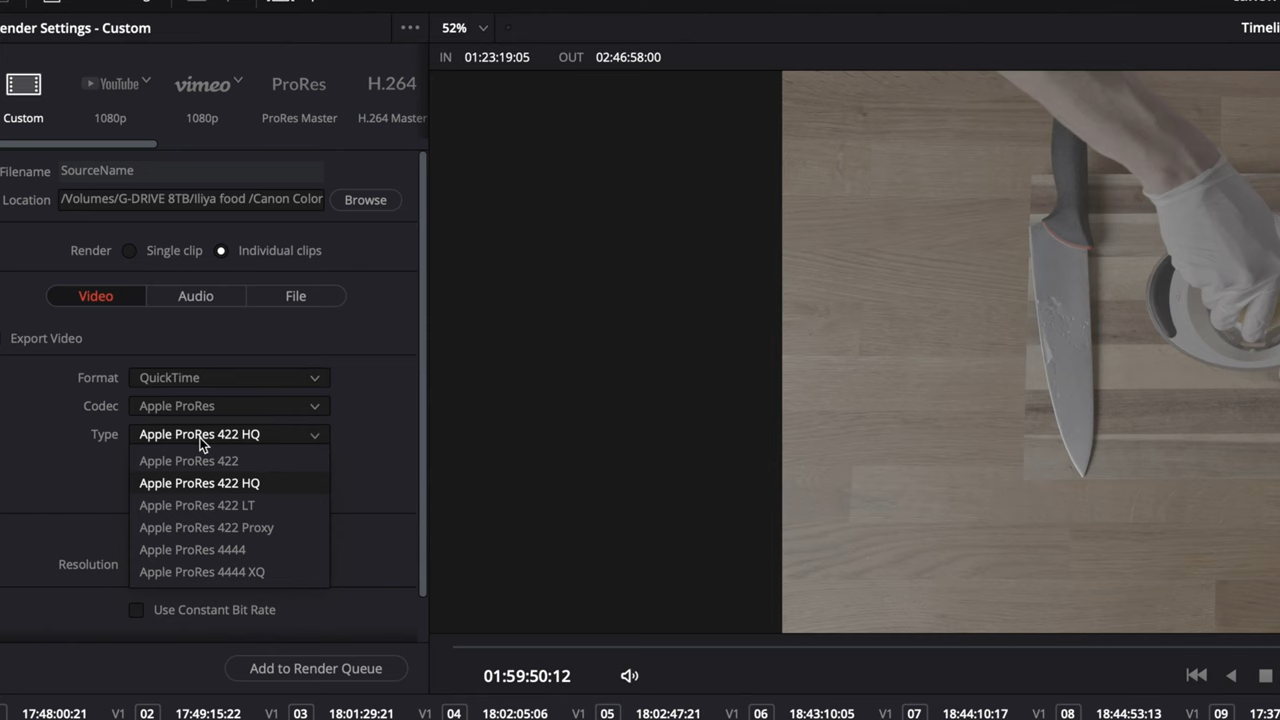 ender Settings - Custom
52%
Timeli
IN 01:23:19:05 OUT 02:46:58:00
YouTube
vimeo
ProRes
H.264
Custom
1080p
1080p
ProRes Master
H.264 Master
Filename SourceName
Location /Volumes/G-DRIVE 8TB/Iliya food /Canon Color Browse
Render Single clip Individual clips
Video Audio File
Export Video
Format QuickTime
Codec Apple ProRes
Type Apple ProRes 422 HQ
Apple ProRes 422
Apple ProRes 422 HQ
Apple ProRes 422 LT
Apple ProRes 422 Proxy
Apple ProRes 4444
Apple ProRes 4444 XQ
Resolution
Use Constant Bit Rate
Add to Render Queue
01:59:50:12
17:48:00:21 V1 02 17:49:15:22 V1 03 18:01:29:21 V1 04 18:02:05:06 V1 05 18:02:47:21 V1 06 18:43:10:05 V1 07 18:44:10:17 V1 08 18:44:53:13 V1 09 17:37